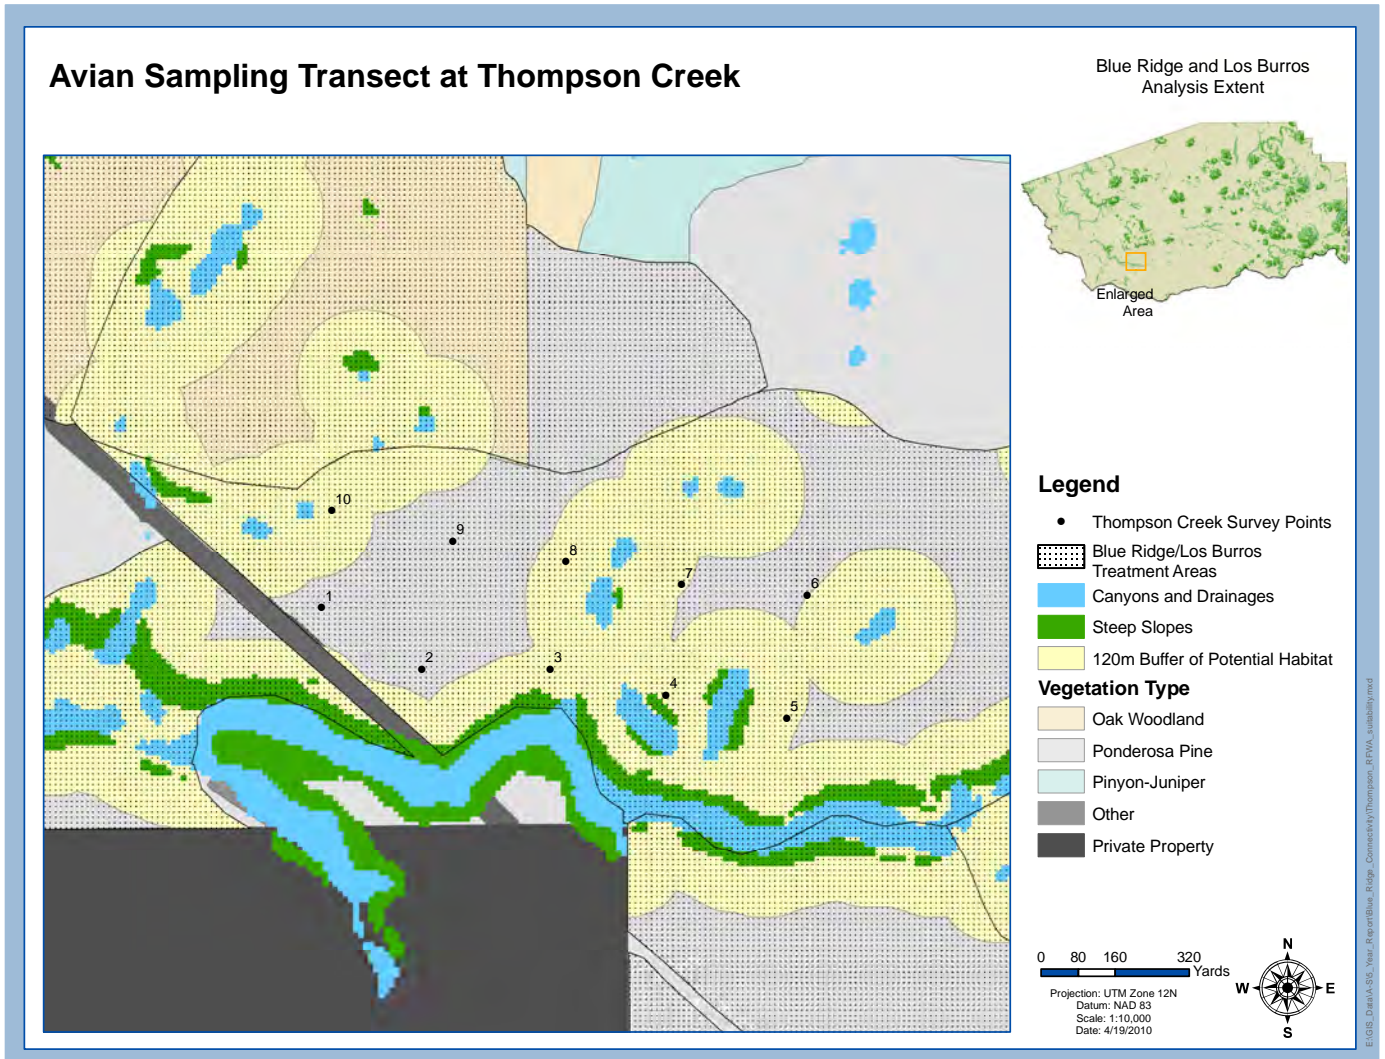 Avian Sampling Transect at Thompson Creek
Blue Ridge and Los Burros
Analysis Extent
Enlarged
Area
10
9
8
7
6
1
2
3
4
5
Legend
Thompson Creek Survey Points
Blue Ridge/Los Burros
Treatment Areas
Canyons and Drainages
Steep Slopes
120m Buffer of Potential Habitat
Vegetation Type
Oak Woodland
Ponderosa Pine
Pinyon-Juniper
Other
Private Property
0 80 160 320
Yards
Projection: UTM Zone 12N
Datum: NAD 83
Scale: 1:10,000
Date: 4/19/2010
N
W E
S